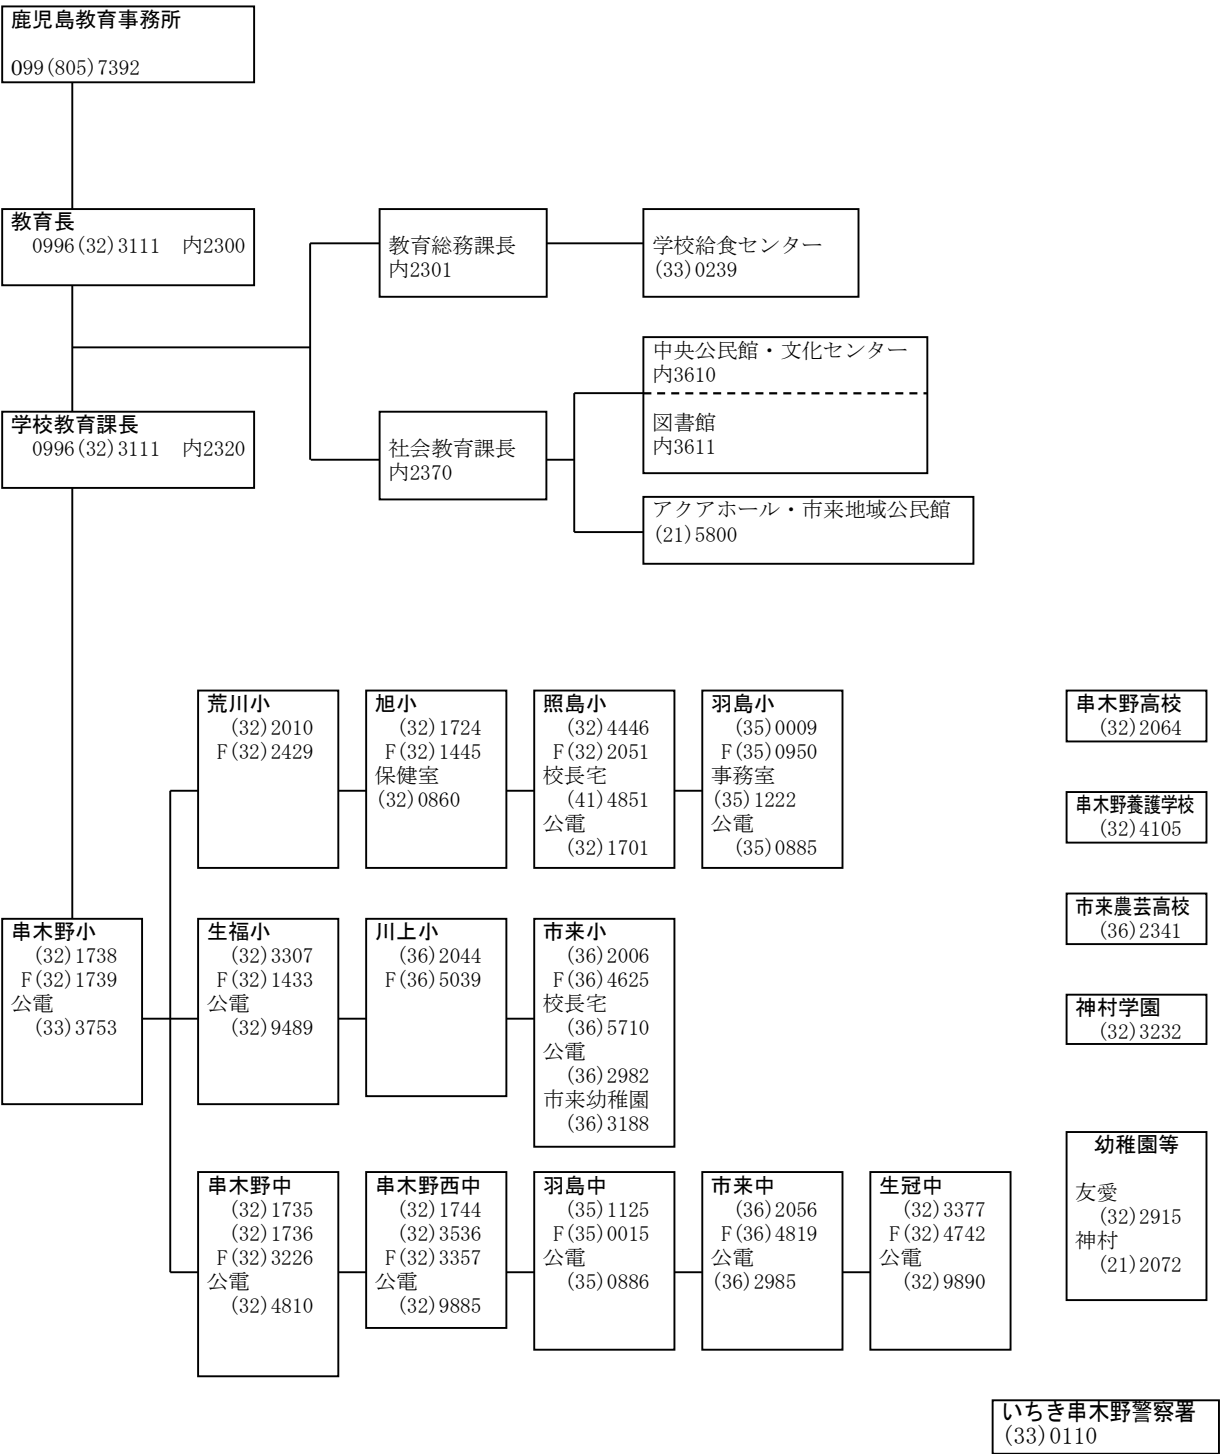 鹿児島教育事務所
099(805)7392
教育長
0996(32)3111　内2300
教育総務課長
内2301
学校給食センター
(33)0239
中央公民館・文化センター
内3610
図書館
内3611
学校教育課長
0996(32)3111　内2320
社会教育課長
内2370
アクアホール・市来地域公民館
(21)5800
荒川小
(32)2010
F(32)2429
旭小
(32)1724
F(32)1445
保健室
(32)0860
照島小
(32)4446
F(32)2051
校長宅
(41)4851
公電
(32)1701
羽島小
(35)0009
F(35)0950
事務室
(35)1222
公電
(35)0885
串木野小
(32)1738
F(32)1739
公電
(33)3753
生福小
(32)3307
F(32)1433
公電
(32)9489
川上小
(36)2044
F(36)5039
市来小
(36)2006
F(36)4625
校長宅
(36)5710
公電
(36)2982
市来幼稚園
(36)3188
串木野中
(32)1735
(32)1736
F(32)3226
公電
(32)4810
串木野西中
(32)1744
(32)3536
F(32)3357
公電
(32)9885
羽島中
(35)1125
F(35)0015
公電
(35)0886
市来中
(36)2056
F(36)4819
公電
(36)2985
生冠中
(32)3377
F(32)4742
公電
(32)9890
串木野高校
(32)2064
串木野養護学校
(32)4105
市来農芸高校
(36)2341
神村学園
(32)3232
幼稚園等
友愛
(32)2915
神村
(21)2072
いちき串木野警察署
(33)0110